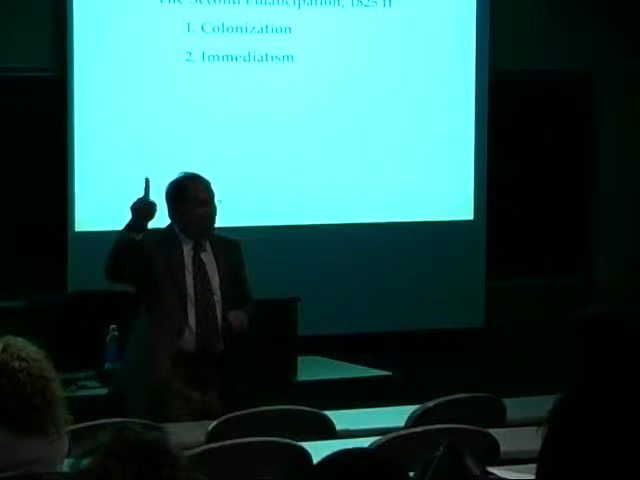 The Second Emancipation, 1825 ff
1. Colonization
2. Immediatism